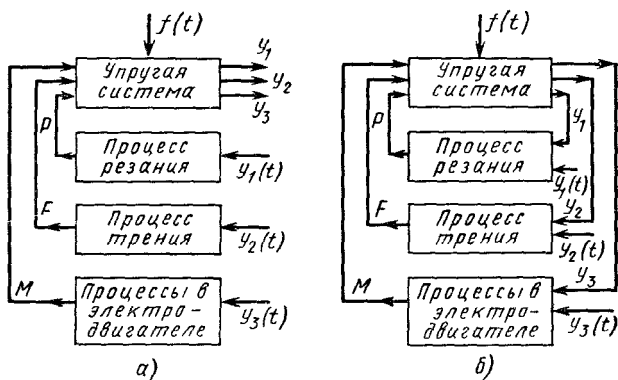 f(t)
Упругая
система
y₁
y₂
y₃
P
Процесс
резания
y₁(t)
F
Процесс
трения
y₂(t)
M
Процессы в
электро-
двигателе
y₃(t)
а)
f(t)
Упругая
система
P
y₁
Процесс
резания
y₁(t)
y₂
F
Процесс
трения
y₂(t)
y₃
M
Процессы в
электро-
двигателе
y₃(t)
б)